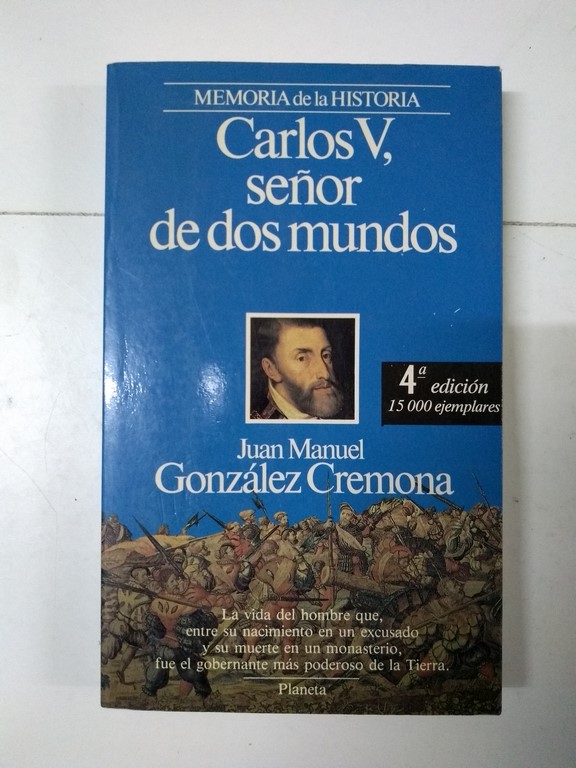 MEMORIA de la HISTORIA
Carlos V,
señor
de dos mundos
4ª edición
15 000 ejemplares
Juan Manuel
González Cremona
La vida del hombre que,
entre su nacimiento en un excusado
y su muerte en un monasterio,
fue el gobernante más poderoso de la Tierra.
Planeta